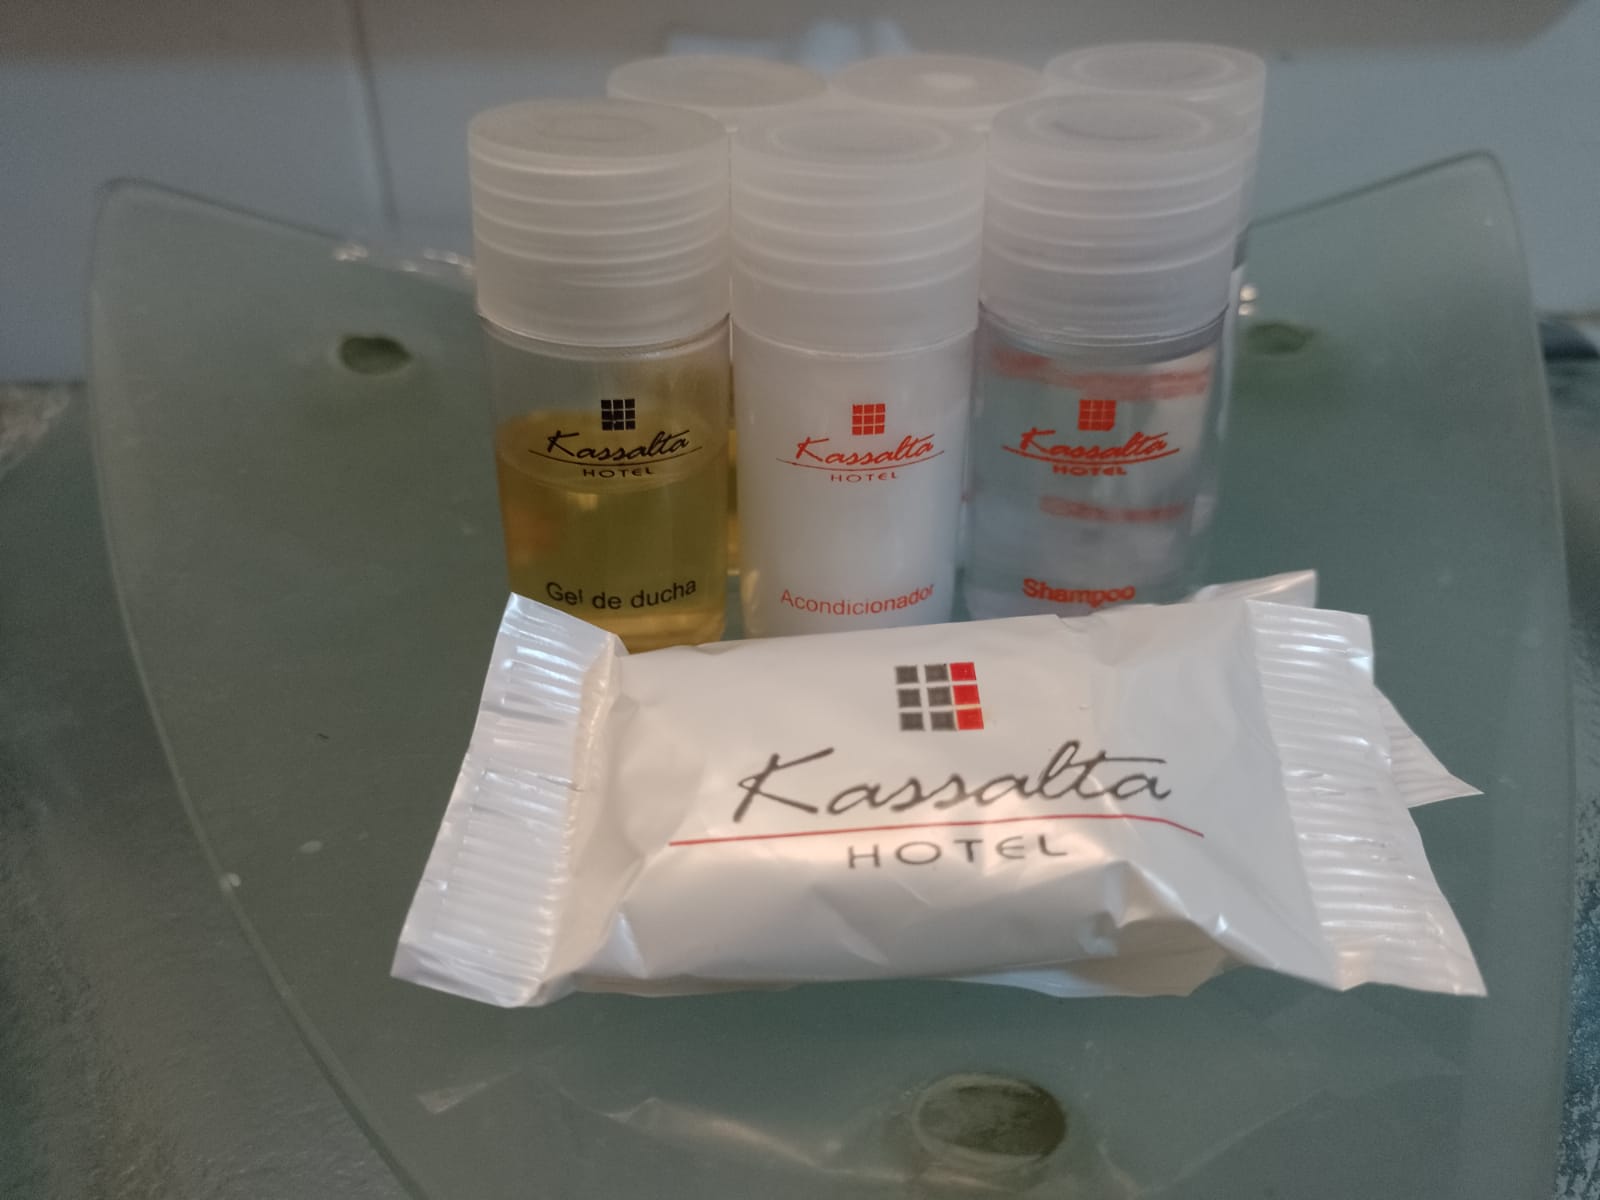 Kassalta
HOTEL
Gel de ducha
Kassalta
HOTEL
Acondicionador
Kassalta
HOTEL
Shampoo
Kassalta
HOTEL